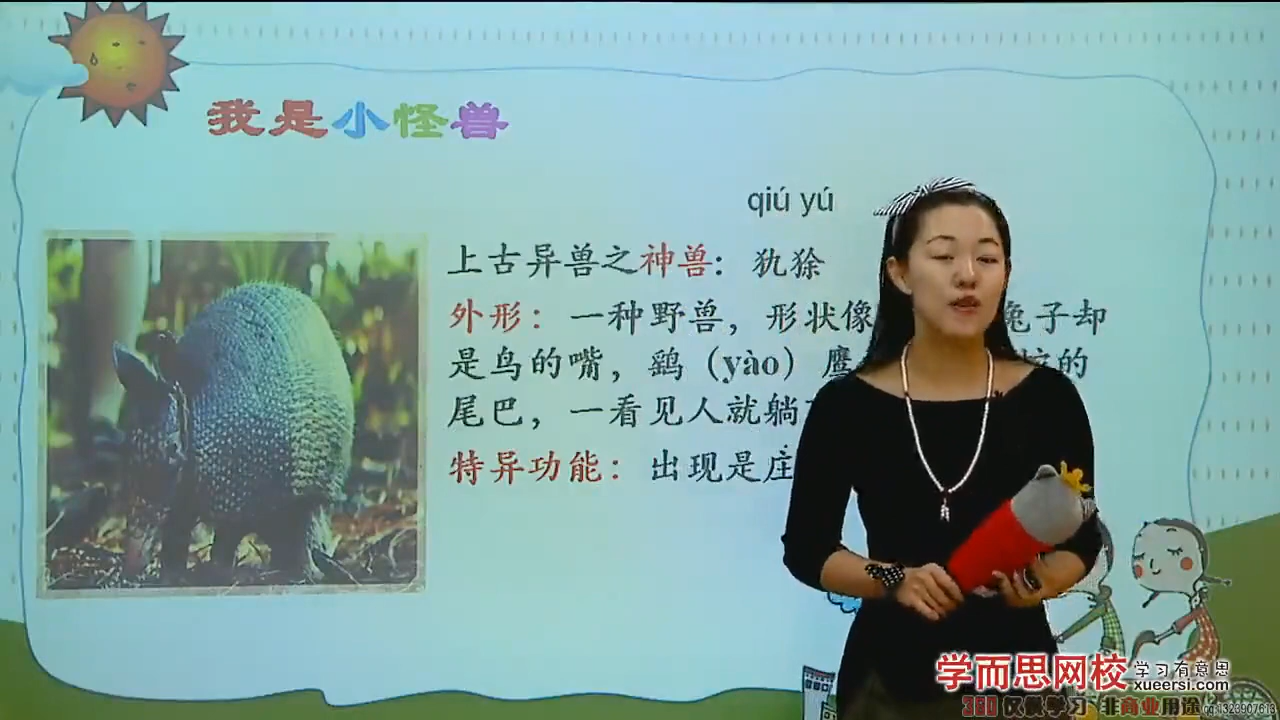 我是小怪兽
qiú yú
上古异兽之神兽：犰狳
外形：一种野兽，形状像 兔子却
是鸟的嘴，鹞（yào）鹰 的
尾巴，一看见人就躺
特异功能：出现是庄
学而思网校 学习有意思
xueersi.com
360 仅供学习 非商业用途 qq:1323907613